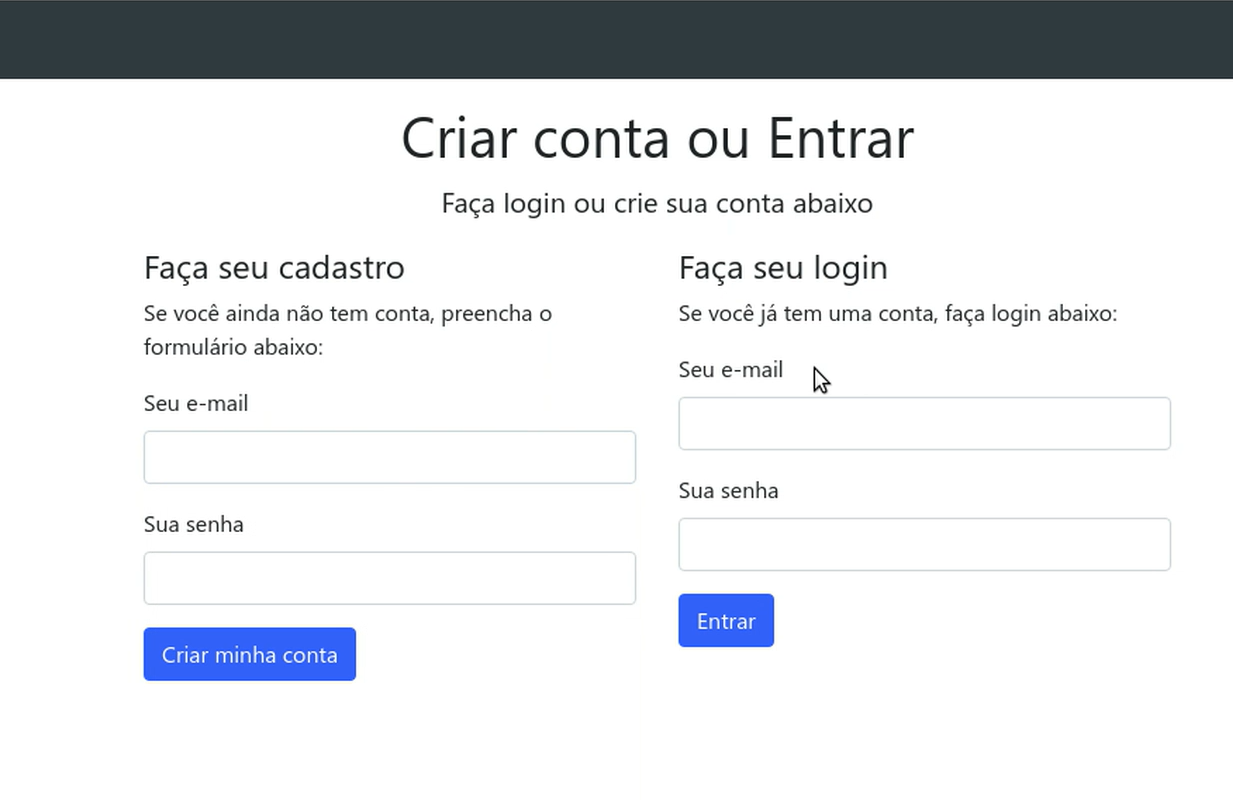 Criar conta ou Entrar
Faça login ou crie sua conta abaixo
Faça seu cadastro
Se você ainda não tem conta, preencha o
formulário abaixo:
Seu e-mail
Sua senha
Criar minha conta
Faça seu login
Se você já tem uma conta, faça login abaixo:
Seu e-mail
Sua senha
Entrar